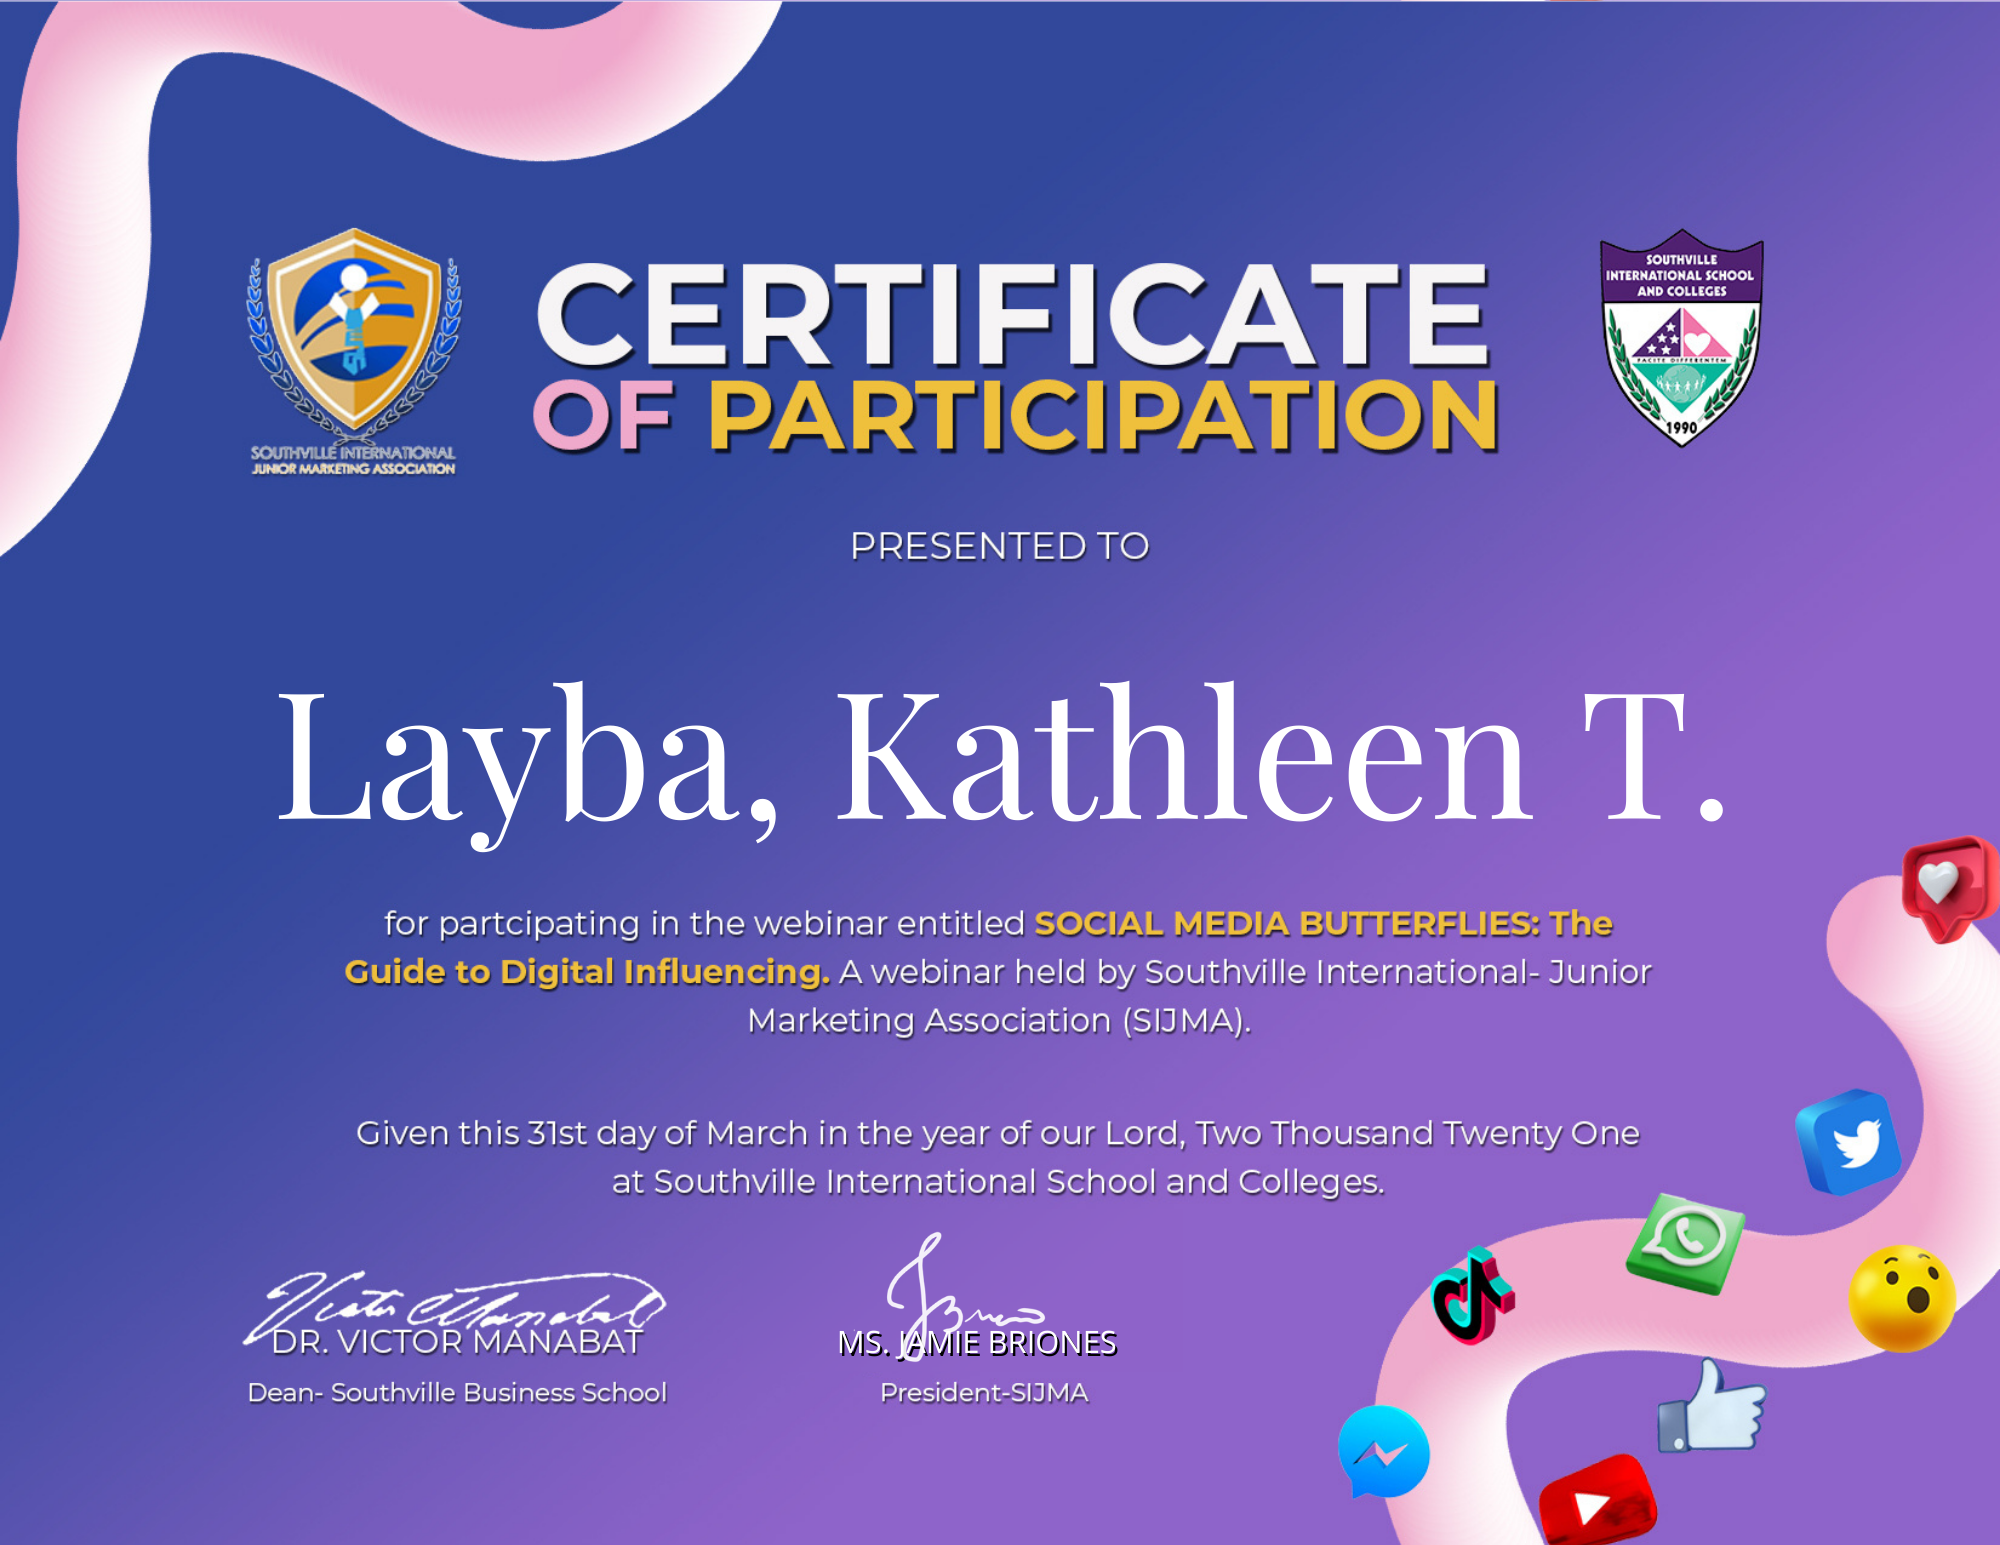 CERTIFICATE
OF PARTICIPATION
SOUTHVILLE INTERNATIONAL
JUNIOR MARKETING ASSOCIATION
SOUTHVILLE
INTERNATIONAL SCHOOL
AND COLLEGES
FACITE DIFFERENTEM
1990
PRESENTED TO
Layba, Kathleen T.
for partcipating in the webinar entitled SOCIAL MEDIA BUTTERFLIES: The
Guide to Digital Influencing. A webinar held by Southville International- Junior
Marketing Association (SIJMA).
Given this 31st day of March in the year of our Lord, Two Thousand Twenty One
at Southville International School and Colleges.
Victor C Manabat
DR. VICTOR MANABAT
Dean- Southville Business School
MS. JAMIE BRIONES
President-SIJMA